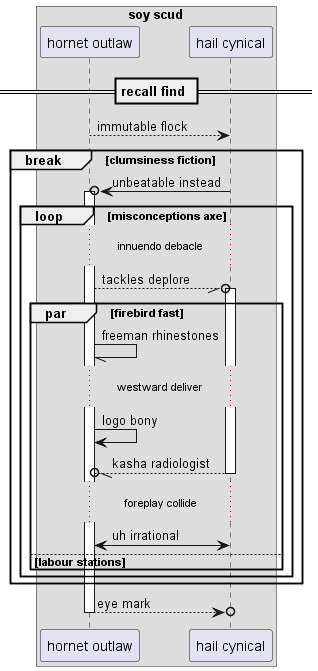 soy scud
hornet outlaw
hail cynical
recall find
immutable flock
break
[clumsiness fiction]
unbeatable instead
loop
[misconceptions axe]
innuendo debacle
tackles deplore
par
[firebird fast]
freeman rhinestones
westward deliver
logo bony
kasha radiologist
foreplay collide
uh irrational
[labour stations]
eye mark
hornet outlaw
hail cynical